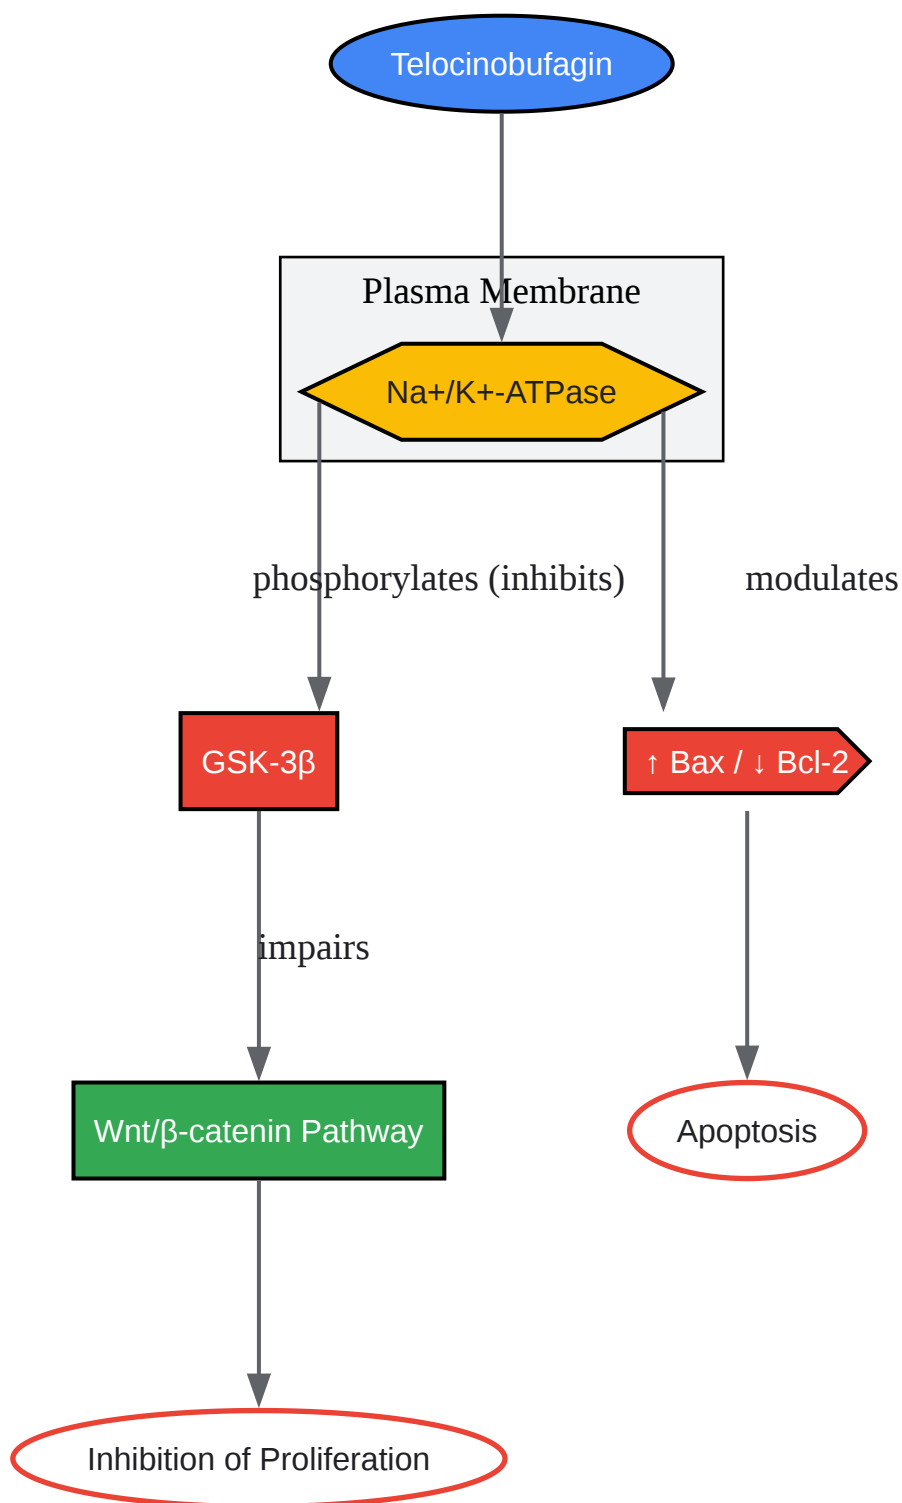 Telocinobufagin
Plasma Membrane
Na+/K+-ATPase
phosphorylates (inhibits)
modulates
GSK-3β
↑ Bax / ↓ Bcl-2
impairs
Wnt/β-catenin Pathway
Apoptosis
Inhibition of Proliferation